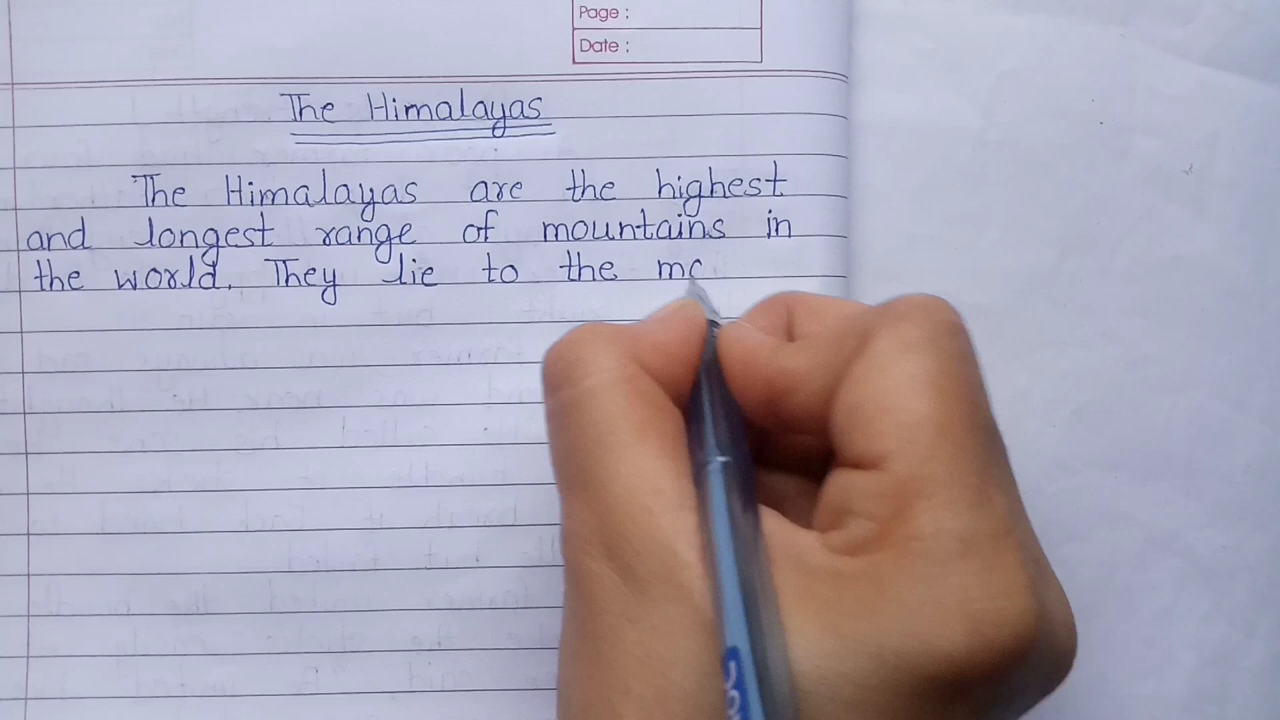 Page :
Date :
The Himalayas
The Himalayas are the highest
and longest range of mountains in
the world. They lie to the